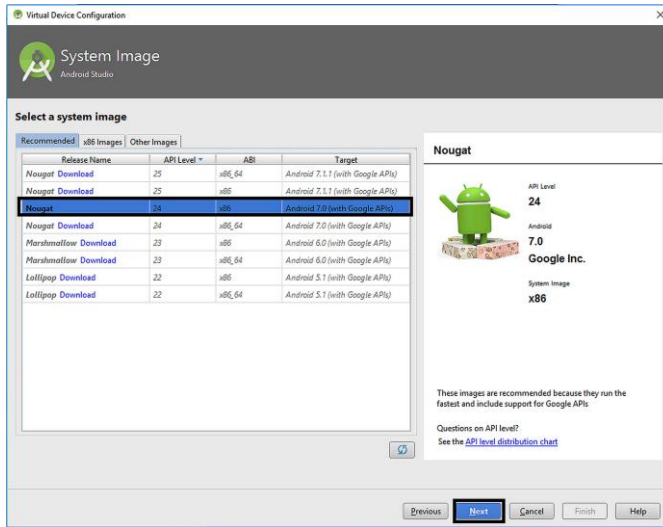 Virtual Device Configuration
System Image
Android Studio
Select a system image
Recommended x86 Images Other Images
Release Name API Level ABI Target
Nougat Download 25 x86_64 Android 7.1.1 (with Google APIs)
Nougat Download 25 x86 Android 7.1.1 (with Google APIs)
Nougat 24 x86 Android 7.0 (with Google APIs)
Nougat Download 24 x86_64 Android 7.0 (with Google APIs)
Marshmallow Download 23 x86 Android 6.0 (with Google APIs)
Marshmallow Download 23 x86_64 Android 6.0 (with Google APIs)
Lollipop Download 22 x86 Android 5.1 (with Google APIs)
Lollipop Download 22 x86_64 Android 5.1 (with Google APIs)
Nougat
API Level
24
Android
7.0
Google Inc.
System Image
x86
These images are recommended because they run the
fastest and include support for Google APIs
Questions on API level?
See the API level distribution chart
Previous Next Cancel Finish Help